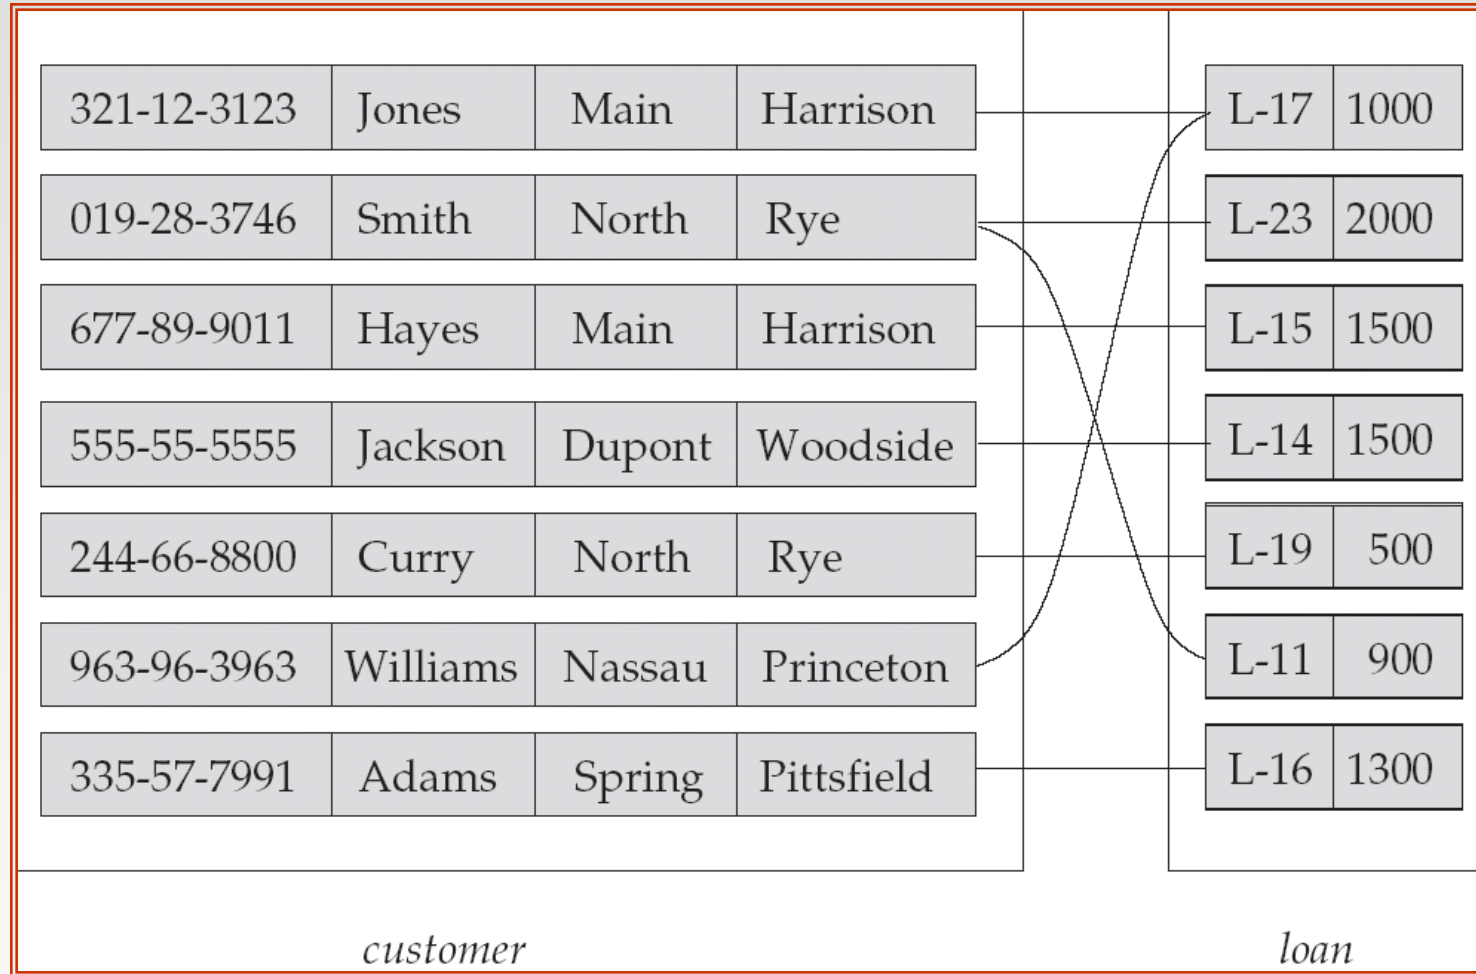 321-12-3123 Jones Main Harrison L-17 1000
019-28-3746 Smith North Rye L-23 2000
677-89-9011 Hayes Main Harrison L-15 1500
555-55-5555 Jackson Dupont Woodside L-14 1500
244-66-8800 Curry North Rye L-19 500
963-96-3963 Williams Nassau Princeton L-11 900
335-57-7991 Adams Spring Pittsfield L-16 1300
customer loan